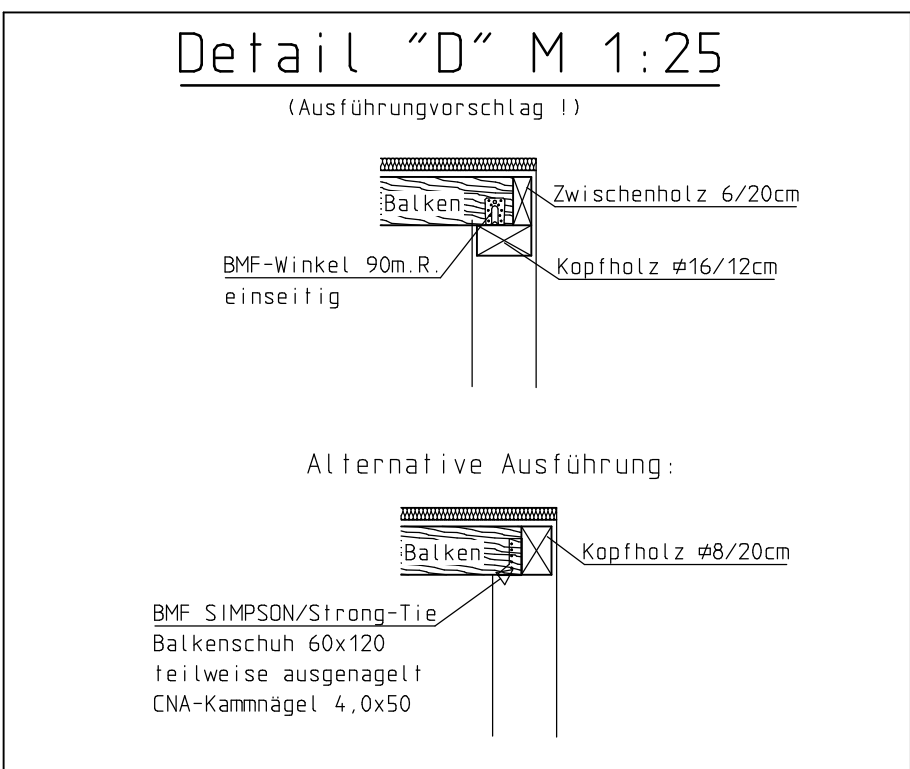 Detail "D" M 1:25
(Ausführungvorschlag !)
Balken
Zwischenholz 6/20cm
BMF-Winkel 90m.R.
einseitig
Kopfholz ⌀16/12cm
Alternative Ausführung:
Balken
Kopfholz ⌀8/20cm
BMF SIMPSON/Strong-Tie
Balkenschuh 60x120
teilweise ausgenagelt
CNA-Kammnägel 4,0x50